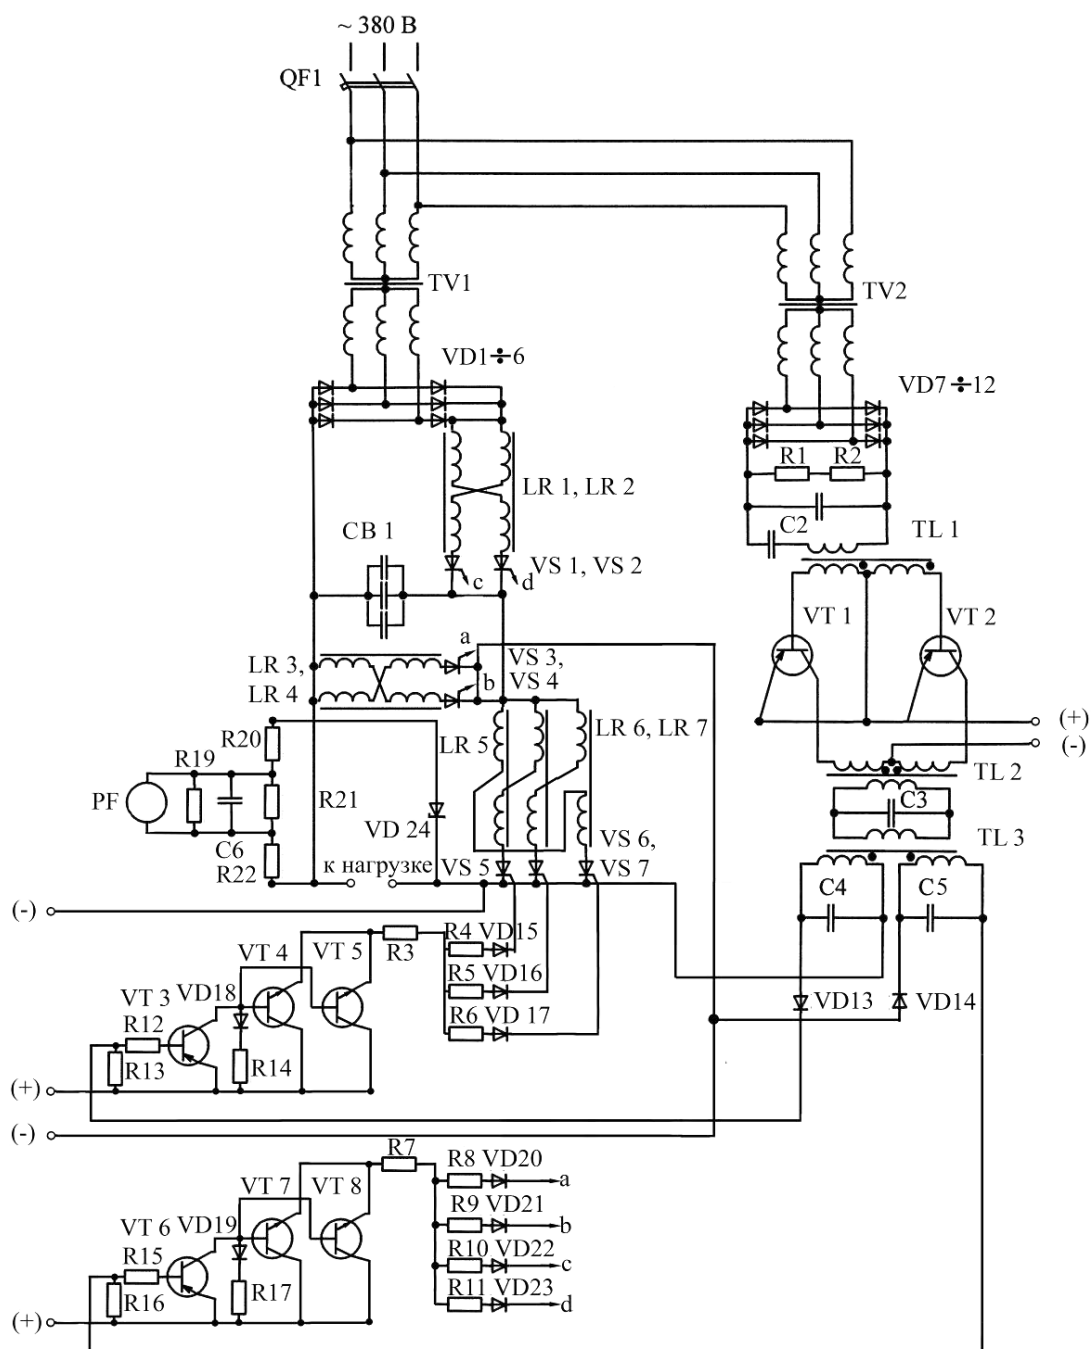 ~ 380 В
QF1
TV1
TV2
VD1÷6
VD7÷12
R1 R2
LR 1, LR 2
C2
TL 1
CB 1
VS 1, VS 2
c d
VT 1
VT 2
a
LR 3,
LR 4
VS 3,
VS 4
b
(+)
(-)
R20
LR 5
LR 6, LR 7
R19
TL 2
PF
R21
C3
VD 24
TL 3
C6
VS 6,
VS 7
R22
к нагрузке
VS 5
C4
C5
(-)
R4 VD15
VT 4
VT 5
R3
R5 VD16
VT 3
VD18
VD13
VD14
R6 VD 17
R12
R13
R14
(+)
(-)
R7
R8 VD20
a
VT 7
VT 8
R9 VD21
b
VT 6
VD19
R10 VD22
c
R15
R16
R17
R11 VD23
d
(+)